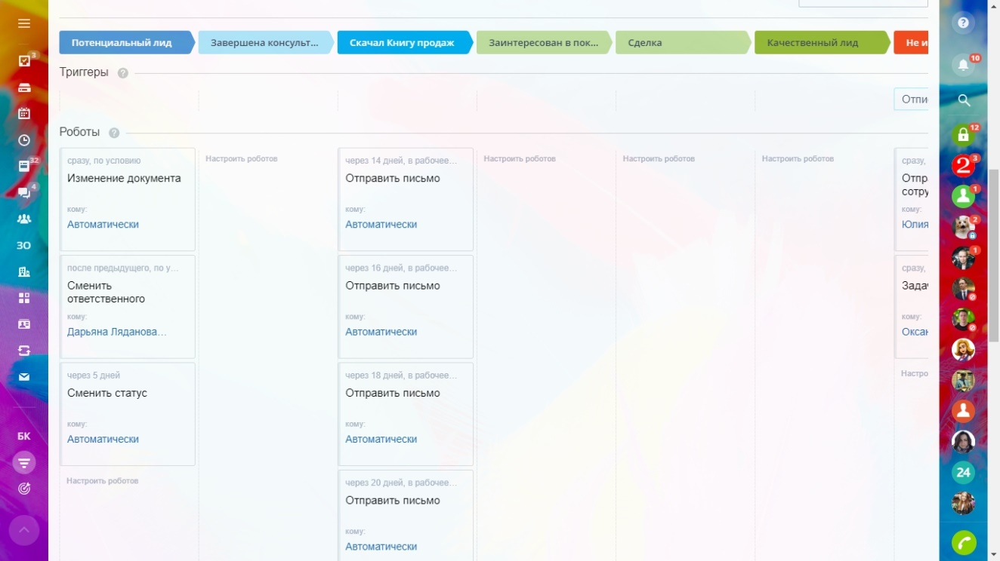 Потенциальный лид
Завершена консульт...
Скачал Книгу продаж
Заинтересован в пок...
Сделка
Качественный лид
Не и
Триггеры ?
Отпи
Роботы ?
сразу, по условию
Изменение документа
кому:
Автоматически
после предыдущего, по у...
Сменить
ответственного
кому:
Дарьяна Ляданова...
через 5 дней
Сменить статус
кому:
Автоматически
Настроить роботов
Настроить роботов
через 14 дней, в рабочее...
Отправить письмо
кому:
Автоматически
через 16 дней, в рабочее...
Отправить письмо
кому:
Автоматически
через 18 дней, в рабочее...
Отправить письмо
кому:
Автоматически
через 20 дней, в рабочее...
Отправить письмо
кому:
Автоматически
Настроить роботов
Настроить роботов
Настроить роботов
сразу,
Отпр
сотру
кому:
Юлия
сразу,
Задач
кому:
Оксан
Настро
3
32
4
ЗО
БК
?
10
12
2
3
1
2
1
24